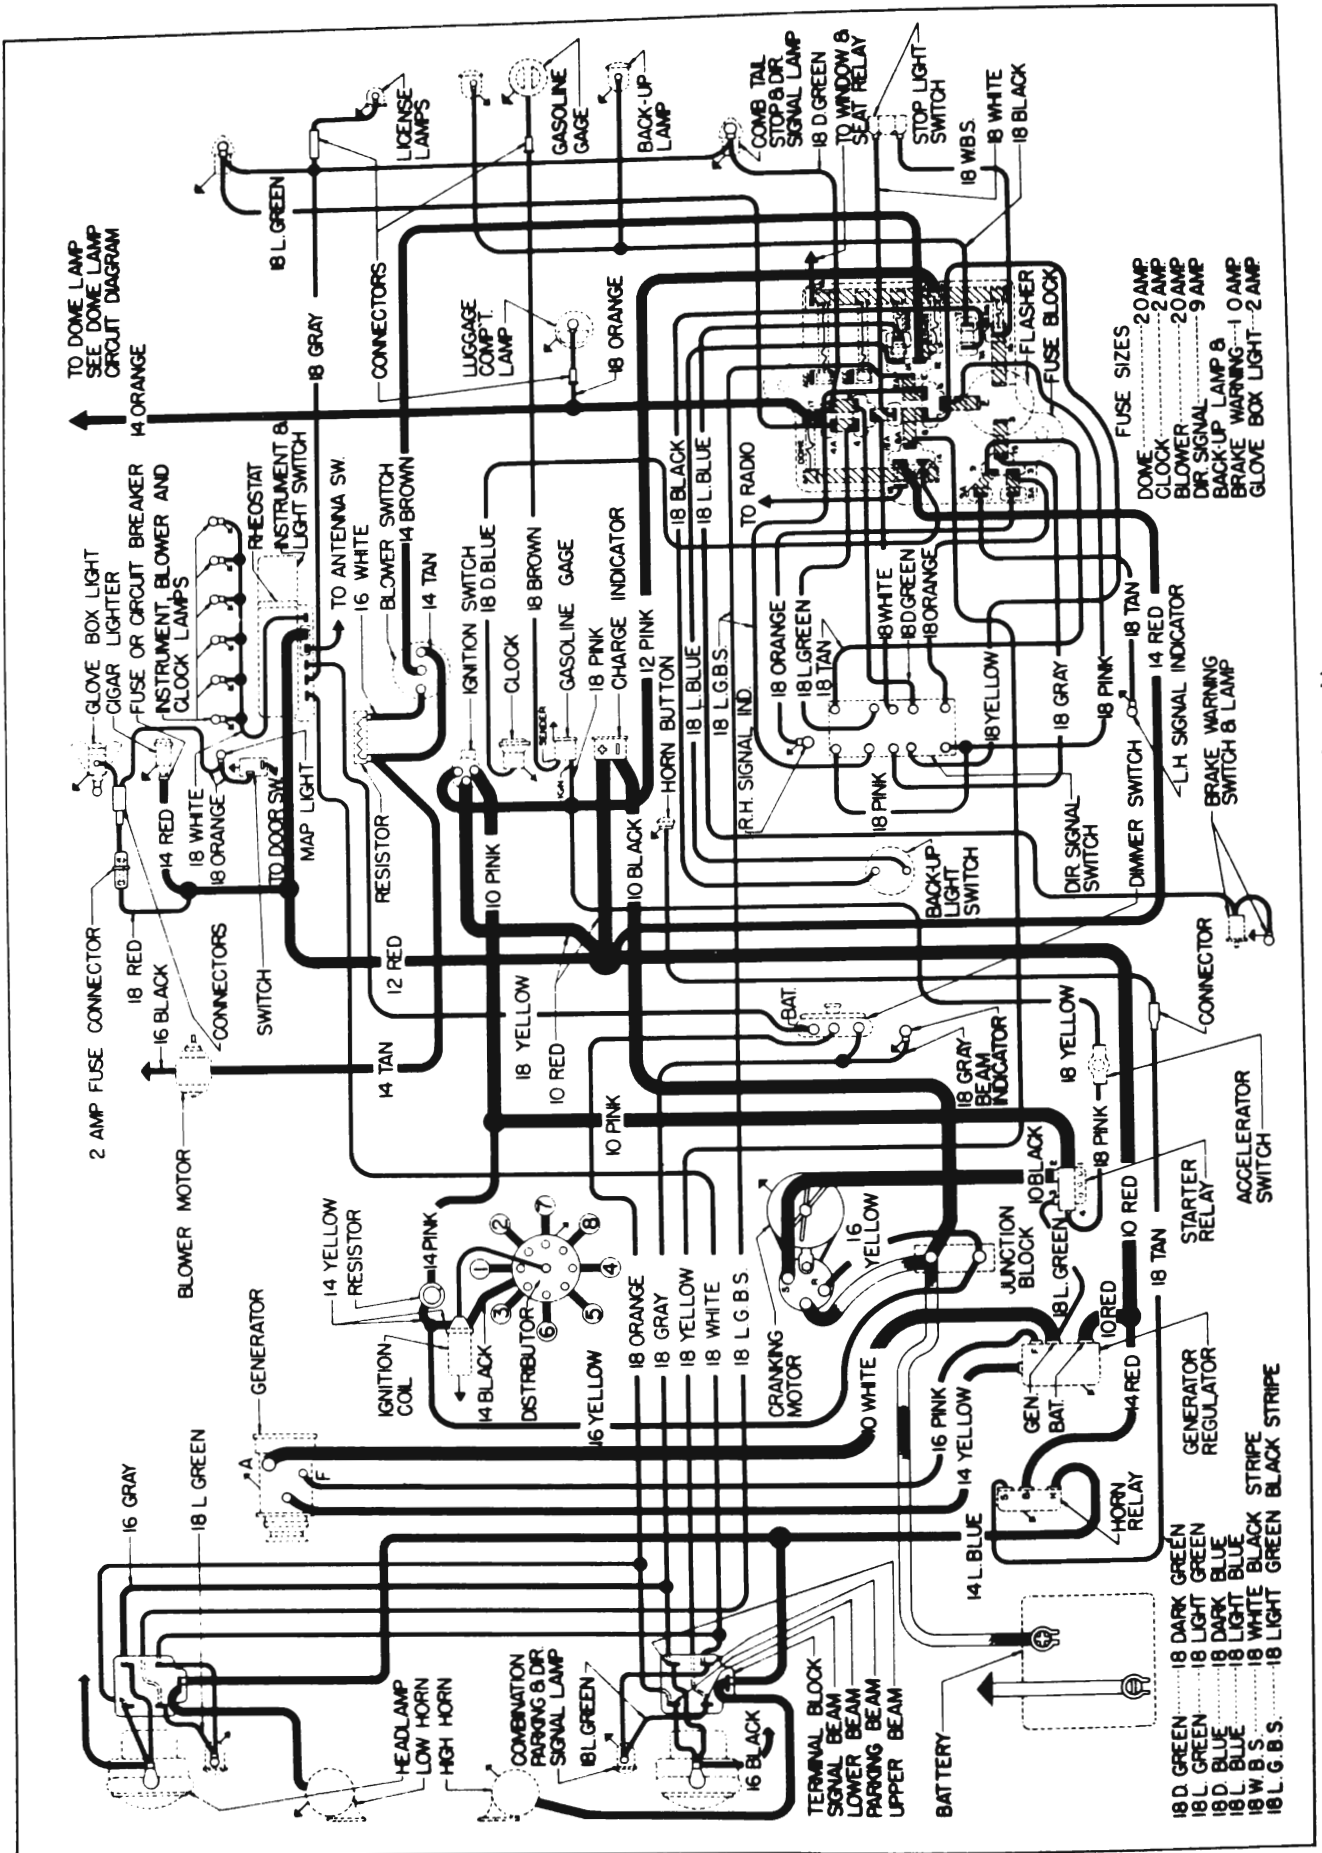 TO DOME LAMP
SEE DOME LAMP
CIRCUIT DIAGRAM
14 ORANGE
18 L. GREEN
18 GRAY
LICENSE
LAMPS
CONNECTORS
GASOLINE
GAGE
BACK-UP
LAMP
LUGGAGE
COMP'T.
LAMP
18 ORANGE
COMB TAIL
STOP & DIR.
SIGNAL LAMP
18 D.GREEN
TO WINDOW &
SEAT RELAY
STOP LIGHT
SWITCH
18 W.B.S.
18 WHITE
18 BLACK
FLASHER
FUSE BLOCK
FUSE SIZES
DOME 20 AMP.
CLOCK 2 AMP.
BLOWER 20 AMP.
DIR. SIGNAL 9 AMP
BACK-UP LAMP &
BRAKE WARNING 10 AMP.
GLOVE BOX LIGHT 2 AMP.
GLOVE BOX LIGHT
CIGAR LIGHTER
FUSE OR CIRCUIT BREAKER
INSTRUMENT, BLOWER AND
CLOCK LAMPS
RHEOSTAT
INSTRUMENT &
LIGHT SWITCH
TO ANTENNA SW.
16 WHITE
BLOWER SWITCH
14 BROWN
14 TAN
IGNITION SWITCH
18 D.BLUE
CLOCK
18 BROWN
SENDER
IGN
GASOLINE GAGE
18 PINK
CHARGE INDICATOR
12 PINK
HORN BUTTON
18 BLACK
18 L.BLUE
18 L.BLUE
18 L.G.B.S.
TO RADIO
R.H. SIGNAL IND.
18 ORANGE
18 L.GREEN
18 TAN
18 WHITE
18 D.GREEN
18 ORANGE
18 YELLOW
18 GRAY
18 PINK
18 TAN
14 RED
18 PINK
DIR. SIGNAL
SWITCH
DIMMER SWITCH
L.H. SIGNAL INDICATOR
BRAKE WARNING
SWITCH & LAMP
14 RED
18 WHITE
18 ORANGE
TO DOOR SW.
MAP LIGHT
RESISTOR
10 PINK
10 BLACK
BACK-UP
LIGHT
SWITCH
2 AMP FUSE CONNECTOR
18 RED
16 BLACK
CONNECTORS
SWITCH
12 RED
14 TAN
18 YELLOW
10 RED
10 PINK
BAT.
18 GRAY
BEAM
INDICATOR
18 YELLOW
CONNECTOR
BLOWER MOTOR
10 BLACK
18 PINK
ACCELERATOR
SWITCH
STARTER
RELAY
10 RED
18 TAN
GENERATOR
A
F
14 YELLOW
RESISTOR
14 PINK
IGNITION
COIL
14 BLACK
DISTRIBUTOR
1
2
3
4
5
6
7
8
16 YELLOW
18 ORANGE
18 GRAY
18 YELLOW
18 WHITE
18 L.G.B.S.
CRANKING
MOTOR
S
R
16
YELLOW
JUNCTION
BLOCK
18 L. GREEN
10 RED
10 WHITE
16 PINK
14 YELLOW
GEN.
BAT.
F
14 RED
GENERATOR
REGULATOR
14 L. BLUE
HORN
RELAY
16 GRAY
18 L GREEN
HEADLAMP
LOW HORN
HIGH HORN
COMBINATION
PARKING & DIR.
SIGNAL LAMP
18 L GREEN
16 BLACK
TERMINAL BLOCK
SIGNAL BEAM
LOWER BEAM
PARKING BEAM
UPPER BEAM
BATTERY
18 D. GREEN 18 DARK GREEN
18 L. GREEN 18 LIGHT GREEN
18 D. BLUE 18 DARK BLUE
18 L. BLUE 18 LIGHT BLUE
18 W. B. S. 18 WHITE BLACK STRIPE
18 L. G. B. S. 18 LIGHT GREEN BLACK STRIPE